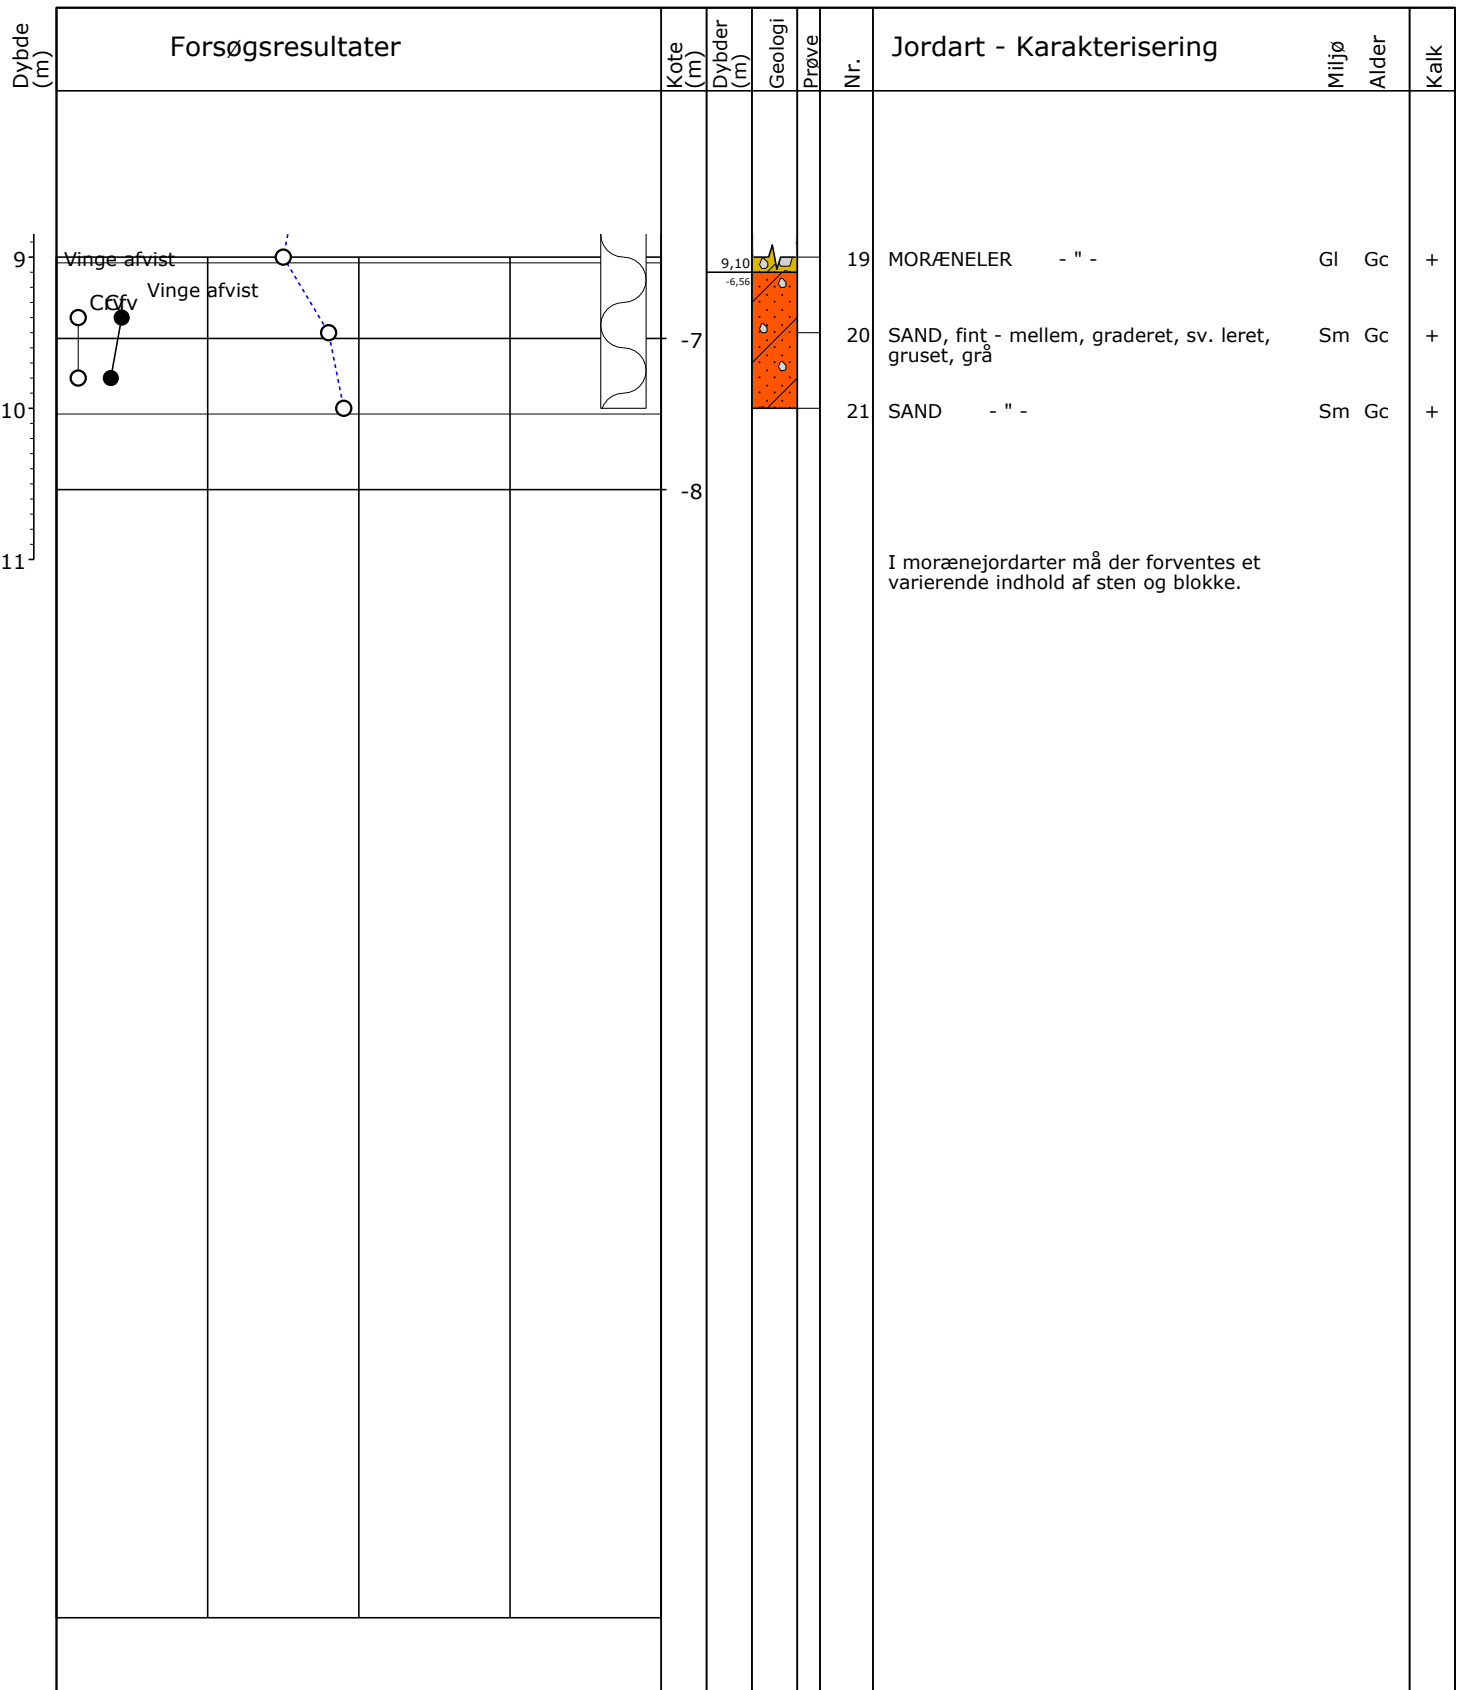 Dybde
(m)
Forsøgsresultater
Kote
(m)
Dybder
(m)
Geologi
Prøve
Nr.
Jordart - Karakterisering
Miljø
Alder
Kalk
9
Vinge afvist
9,10
-6,56
19 MORÆNELER - " - Gl Gc +
Vinge afvist
Crfv
Cfv
-7
20 SAND, fint - mellem, graderet, sv. leret, Sm Gc +
gruset, grå
10
21 SAND - " - Sm Gc +
-8
11
I morænejordarter må der forventes et
varierende indhold af sten og blokke.